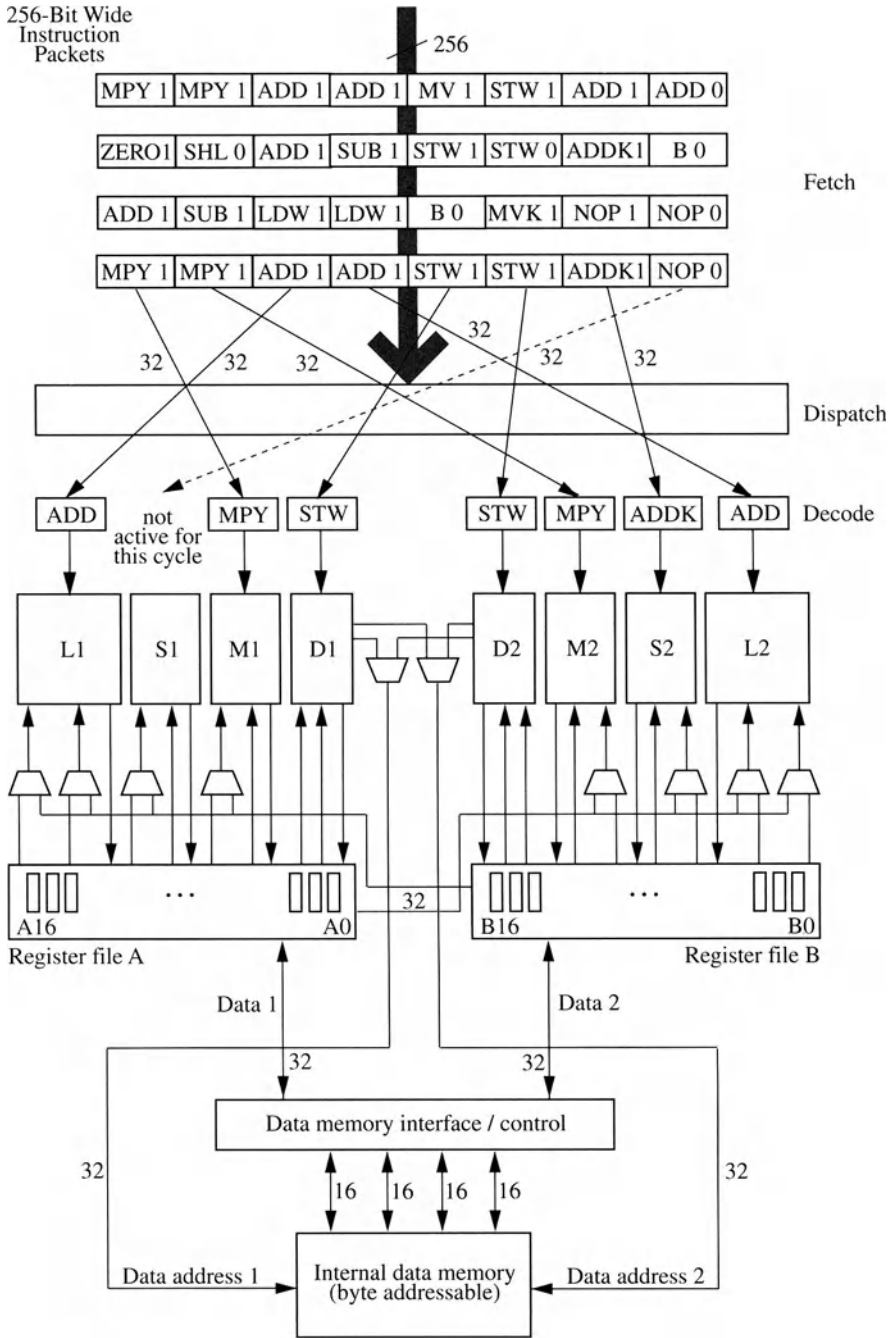 256-Bit Wide
Instruction
Packets
256
MPY 1 MPY 1 ADD 1 ADD 1 MV 1 STW 1 ADD 1 ADD 0
ZERO1 SHL 0 ADD 1 SUB 1 STW 1 STW 0 ADDK1 B 0
Fetch
ADD 1 SUB 1 LDW 1 LDW 1 B 0 MVK 1 NOP 1 NOP 0
MPY 1 MPY 1 ADD 1 ADD 1 STW 1 STW 1 ADDK1 NOP 0
32 32 32 32 32 32
Dispatch
ADD MPY STW STW MPY ADDK ADD Decode
not
active for
this cycle
L1 S1 M1 D1 D2 M2 S2 L2
... ...
32
A16 A0 B16 B0
Register file A Register file B
Data 1 Data 2
32 32
Data memory interface / control
32 32
16 16 16 16
Data address 1 Internal data memory Data address 2
(byte addressable)